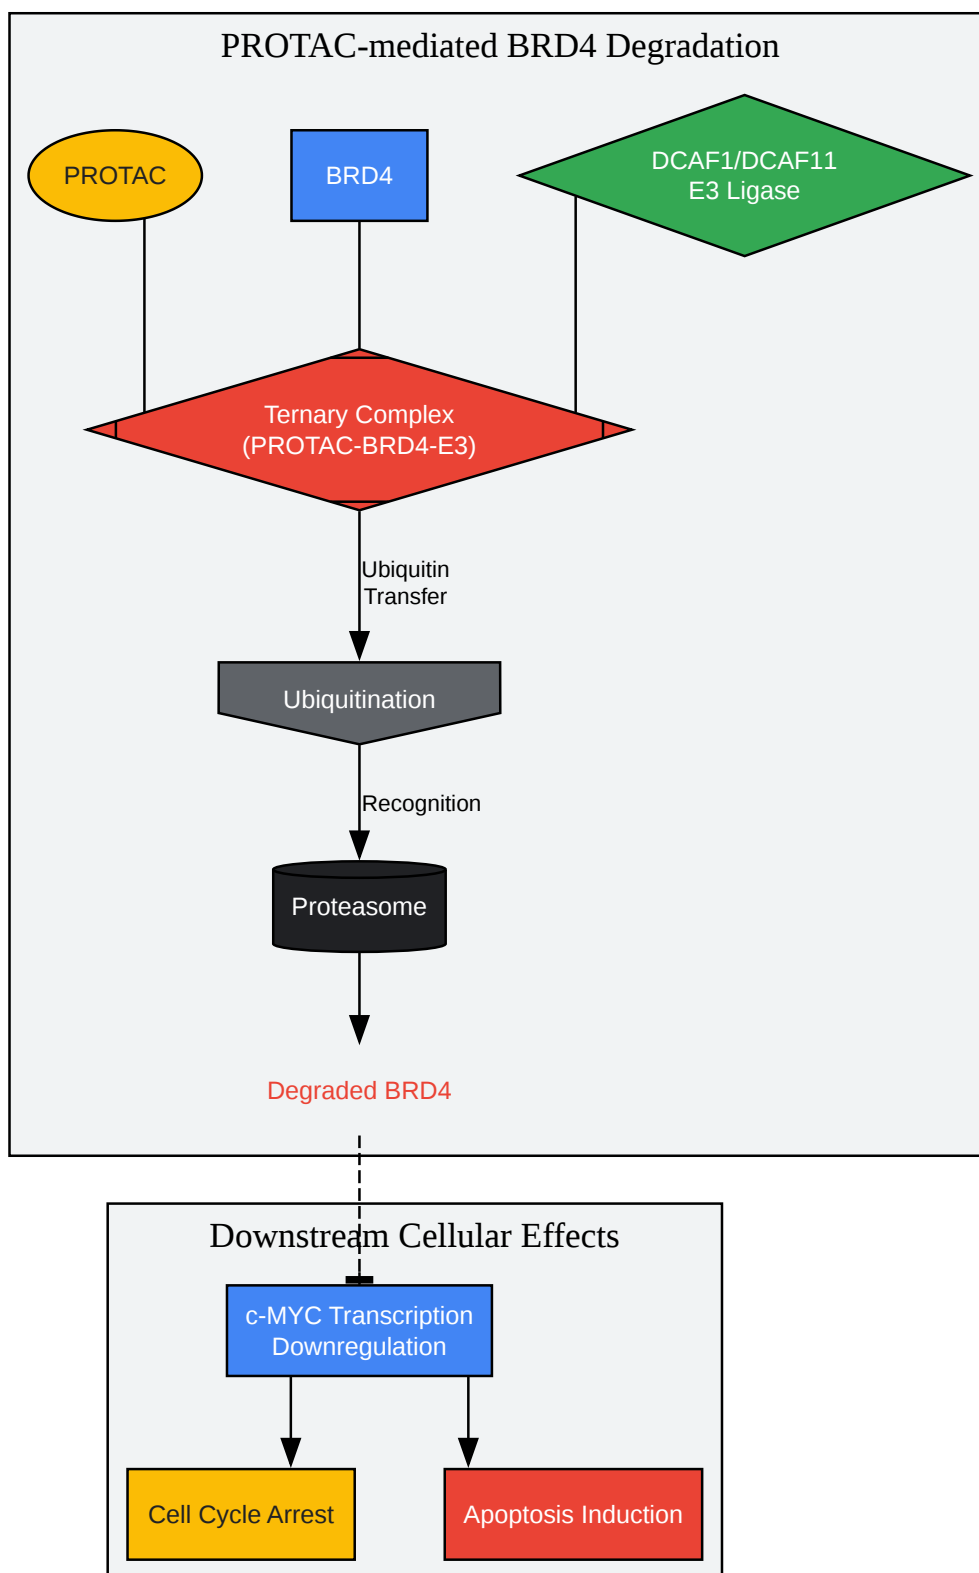 PROTAC-mediated BRD4 Degradation
PROTAC
BRD4
DCAF1/DCAF11
E3 Ligase
Ternary Complex
(PROTAC-BRD4-E3)
Ubiquitin
Transfer
Ubiquitination
Recognition
Proteasome
Degraded BRD4
Downstream Cellular Effects
c-MYC Transcription
Downregulation
Cell Cycle Arrest
Apoptosis Induction